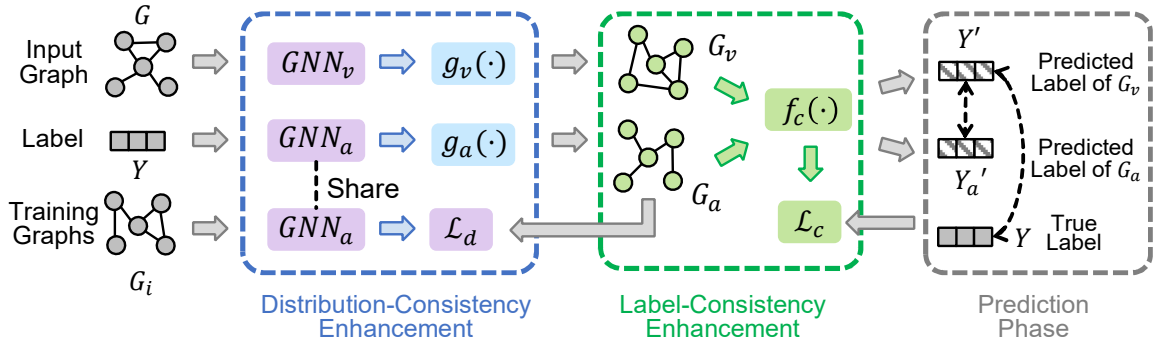 Input
Graph
G
Label
Y
Training
Graphs
G_i
GNN_v
g_v(·)
GNN_a
g_a(·)
Share
GNN_a
ℒ_d
Distribution-Consistency
Enhancement
G_v
G_a
f_c(·)
ℒ_c
Label-Consistency
Enhancement
Y'
Predicted
Label of G_v
Y_a'
Predicted
Label of G_a
Y
True
Label
Prediction
Phase